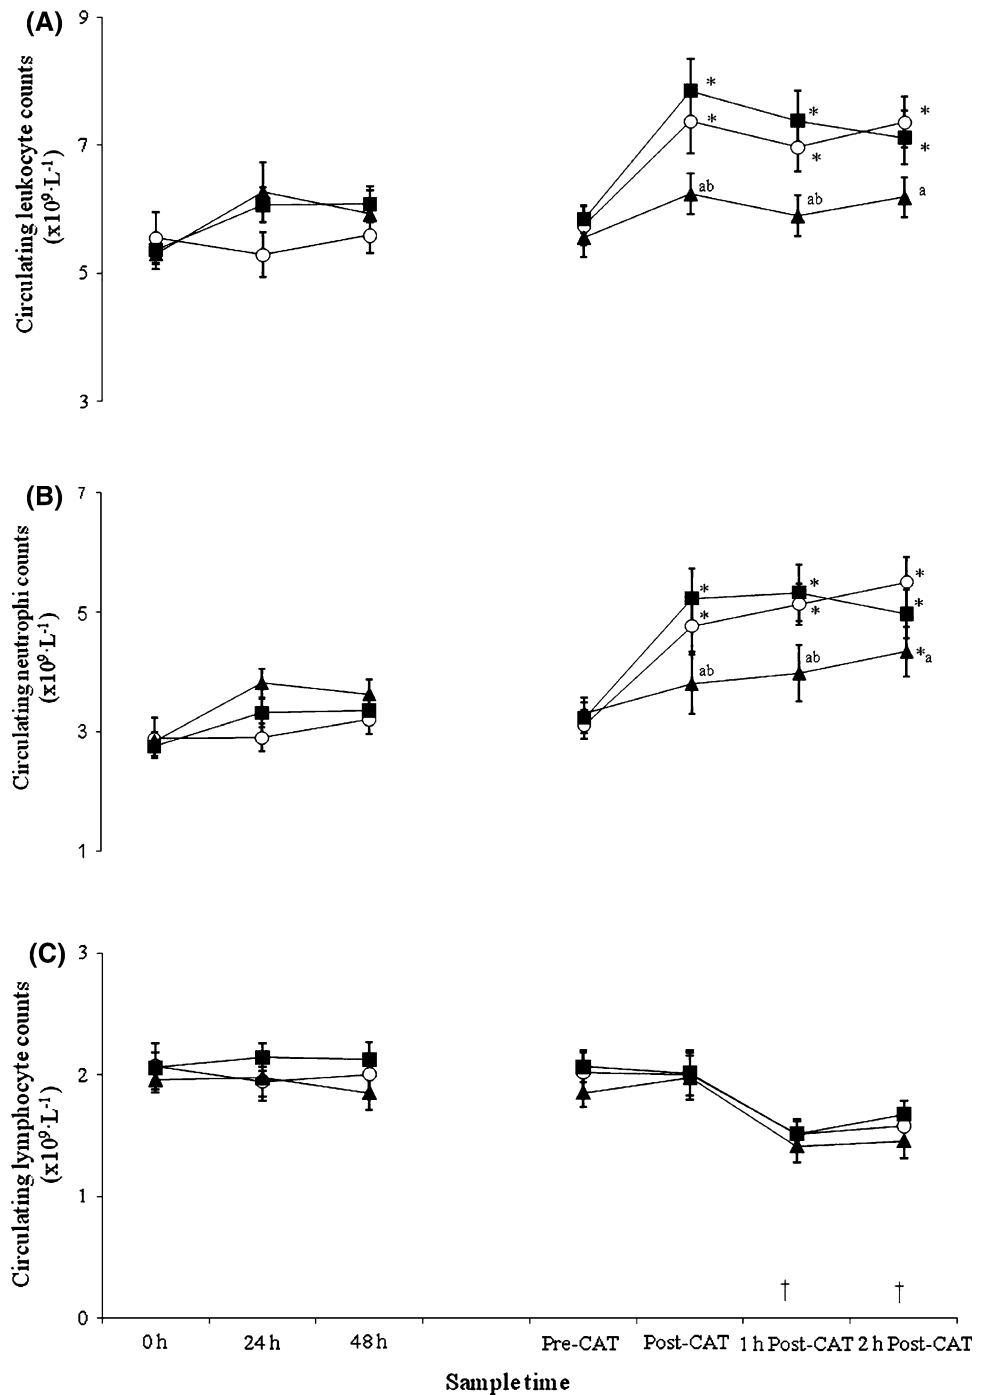 (A)
9
7
5
3
Circulating leukocyte counts
(x10⁹·L⁻¹)
*
*
*
*
*
*
ab
ab
a
(B)
7
5
3
1
Circulating neutrophi counts
(x10⁹·L⁻¹)
*
*
*
*
*
*
ab
ab
*a
(C)
3
2
1
0
Circulating lymphocyte counts
(x10⁹·L⁻¹)
†
†
0 h 24 h 48 h Pre-CAT Post-CAT 1 h Post-CAT 2 h Post-CAT
Sample time